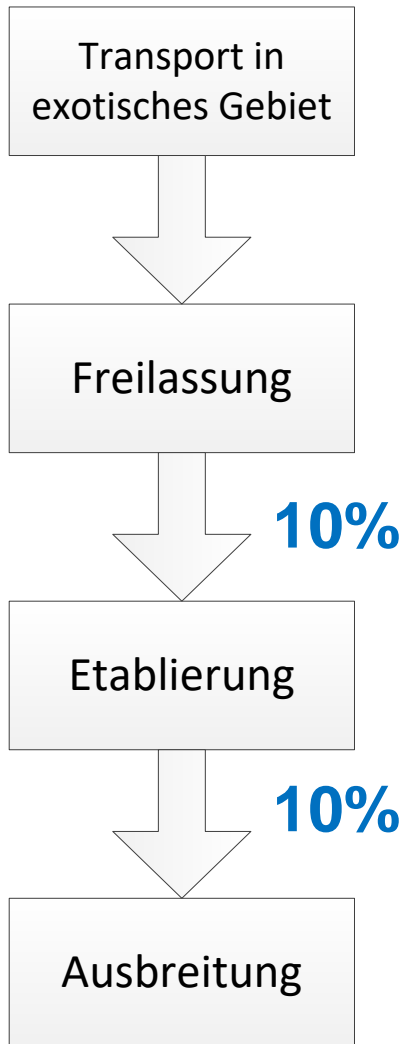 Transport in
exotisches Gebiet
Freilassung
10%
Etablierung
10%
Ausbreitung